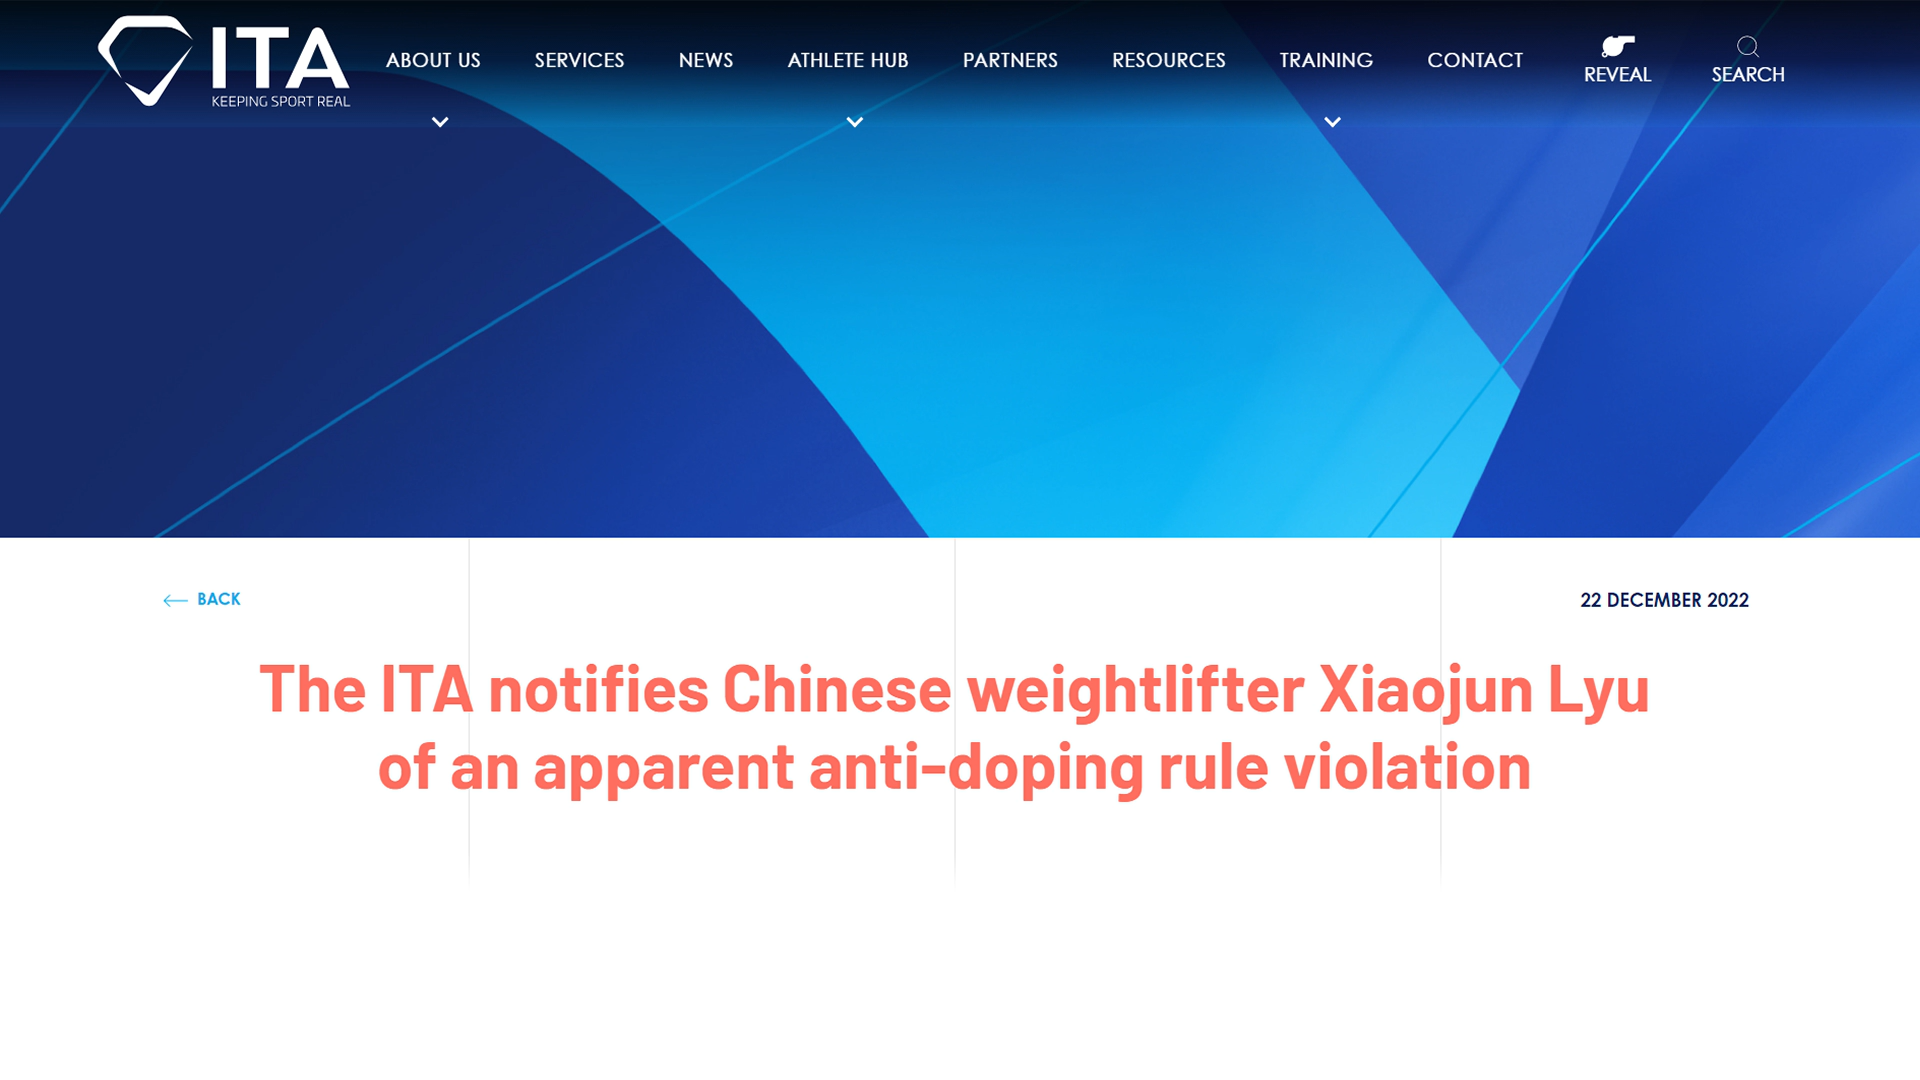 ITA
KEEPING SPORT REAL
ABOUT US
SERVICES
NEWS
ATHLETE HUB
PARTNERS
RESOURCES
TRAINING
CONTACT
REVEAL
SEARCH
BACK
22 DECEMBER 2022
The ITA notifies Chinese weightlifter Xiaojun Lyu
of an apparent anti-doping rule violation